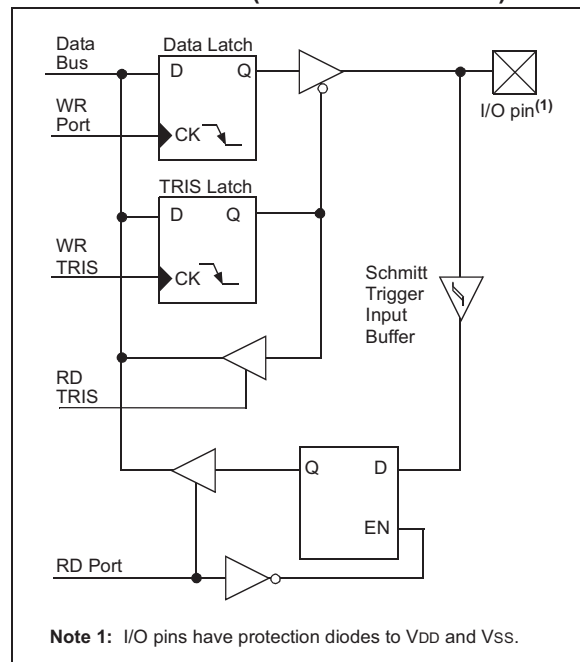 Data
Bus
Data Latch
D Q
WR
Port
CK
I/O pin(1)
TRIS Latch
D Q
WR
TRIS
CK
Schmitt
Trigger
Input
Buffer
RD
TRIS
Q D
EN
RD Port
Note 1: I/O pins have protection diodes to VDD and VSS.